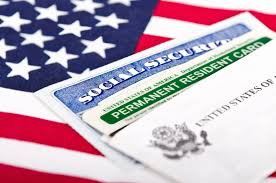 SOCIAL SECURITY
UNITED STATES OF AMERICA
PERMANENT RESIDENT CARD
UNITED STATES OF